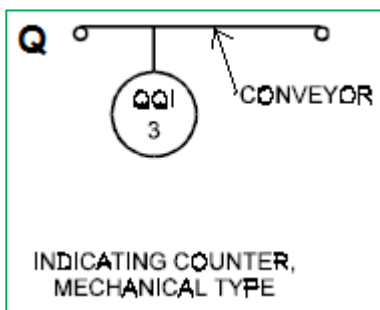 Q
QQI
3
CONVEYOR
INDICATING COUNTER,
MECHANICAL TYPE